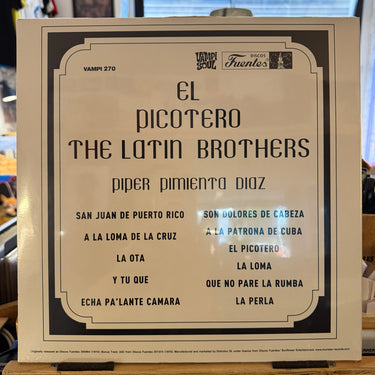 VAMPI 270
VAMPI SOUL
DISCOS
Fuentes
EL
PICOTERO
THE LATIN BROTHERS
PIPER PIMIENTA DIAZ
SAN JUAN DE PUERTO RICO
A LA LOMA DE LA CRUZ
LA OTA
Y TU QUE
ECHA PA'LANTE CAMARA
SON DOLORES DE CABEZA
A LA PATRONA DE CUBA
EL PICOTERO
LA LOMA
QUE NO PARE LA RUMBA
LA PERLA